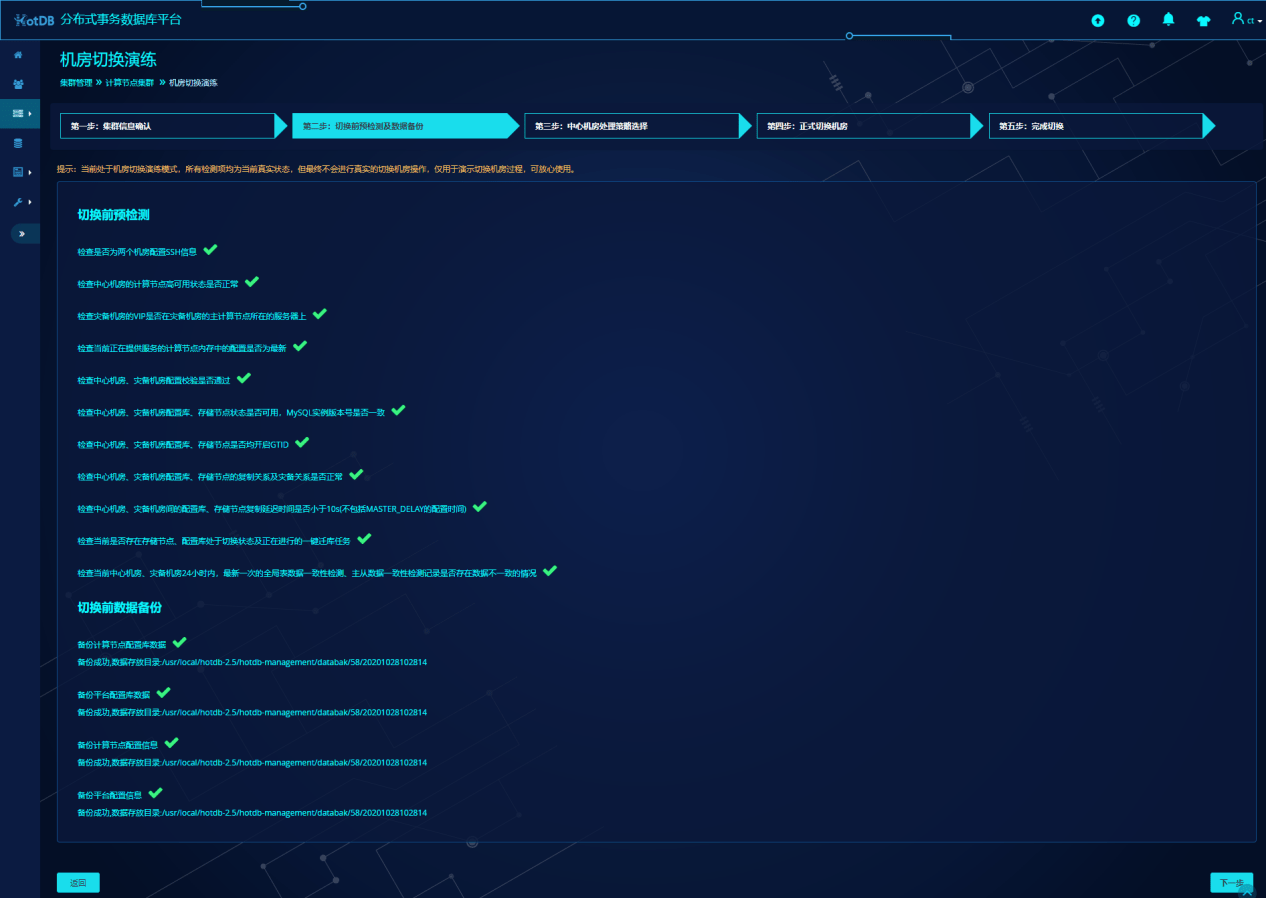 HotDB 分布式事务数据库平台
ct
机房切换演练
集群管理 » 计算节点集群 » 机房切换演练
第一步：集群信息确认
第二步：切换前预检测及数据备份
第三步：中心机房处理策略选择
第四步：正式切换机房
第五步：完成切换
提示：当前处于机房切换演练模式，所有检测项均为当前真实状态，但最终不会进行真实的切换机房操作，仅用于演示切换机房过程，可放心使用。
切换前预检测
检查是否为两个机房配置SSH信息
检查中心机房的计算节点高可用状态是否正常
检查灾备机房的VIP是否在灾备机房的主计算节点所在的服务器上
检查当前正在提供服务的计算节点内存中的配置是否为最新
检查中心机房、灾备机房配置校验是否通过
检查中心机房、灾备机房配置库、存储节点状态是否可用，MySQL实例版本号是否一致
检查中心机房、灾备机房配置库、存储节点是否均开启GTID
检查中心机房、灾备机房配置库、存储节点的复制关系及灾备关系是否正常
检查中心机房、灾备机房间的配置库、存储节点复制延迟时间是否小于10s(不包括MASTER_DELAY的配置时间)
检查当前是否存在存储节点、配置库处于切换状态及正在进行的一键迁库任务
检查当前中心机房、灾备机房24小时内，最新一次的全局表数据一致性检测、主从数据一致性检测记录是否存在数据不一致的情况
切换前数据备份
备份计算节点配置库数据
备份成功,数据存放目录:/usr/local/hotdb-2.5/hotdb-management/databak/58/20201028102814
备份平台配置库数据
备份成功,数据存放目录:/usr/local/hotdb-2.5/hotdb-management/databak/58/20201028102814
备份计算节点配置信息
备份成功,数据存放目录:/usr/local/hotdb-2.5/hotdb-management/databak/58/20201028102814
备份平台配置信息
备份成功,数据存放目录:/usr/local/hotdb-2.5/hotdb-management/databak/58/20201028102814
返回
下一步